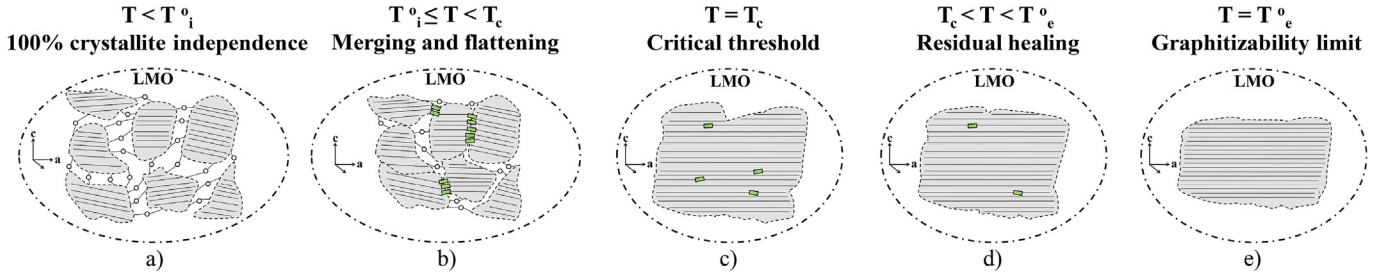 T < T°i
100% crystallite independence
LMO
c
a
a)
T°i ≤ T < Tc
Merging and flattening
LMO
c
a
b)
T = Tc
Critical threshold
LMO
c
a
c)
Tc < T < T°e
Residual healing
LMO
c
a
d)
T = T°e
Graphitizability limit
LMO
c
a
e)